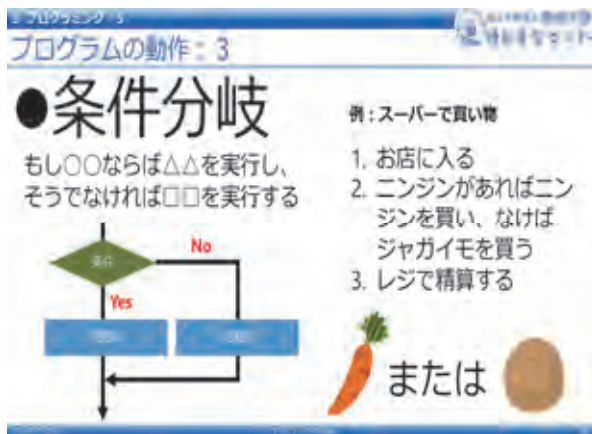 プログラミング
プログラムの動作：3
●条件分岐
もし○○ならば△△を実行し、
そうでなければ□□を実行する
条件
No
Yes
例：スーパーで買い物
1. お店に入る
2. ニンジンがあればニン
ジンを買い、なけば
ジャガイモを買う
3. レジで精算する
または